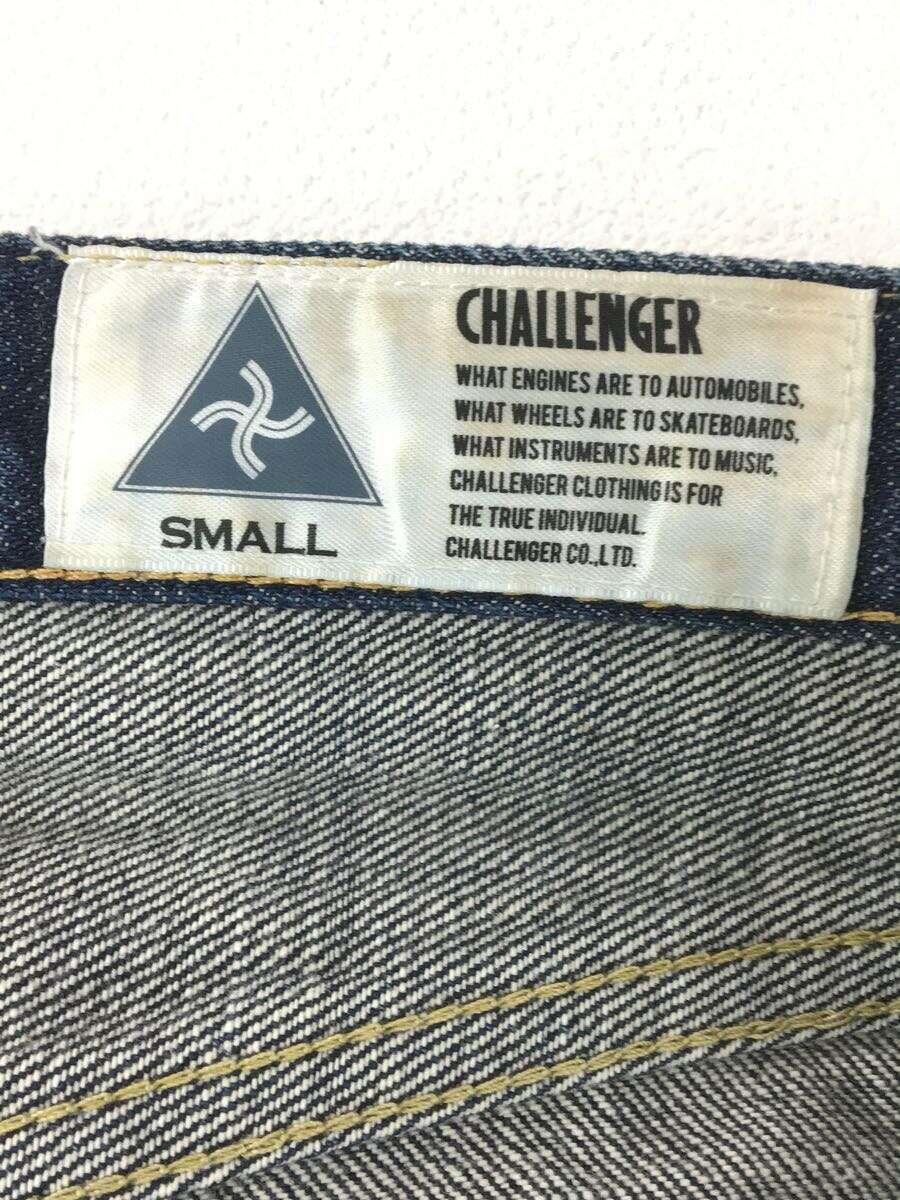 CHALLENGER
WHAT ENGINES ARE TO AUTOMOBILES,
WHAT WHEELS ARE TO SKATEBOARDS,
WHAT INSTRUMENTS ARE TO MUSIC,
CHALLENGER CLOTHING IS FOR
THE TRUE INDIVIDUAL.
CHALLENGER CO.,LTD.
SMALL